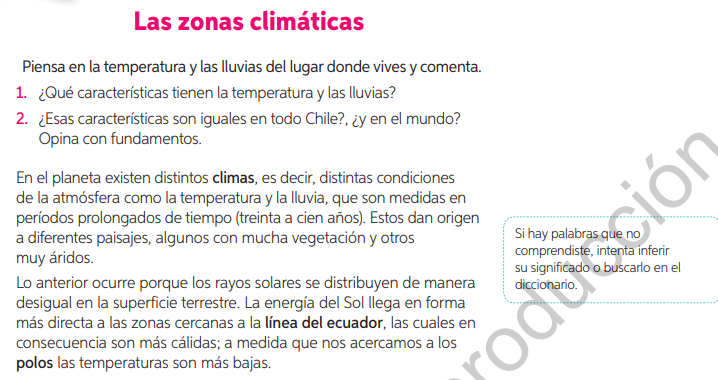 Las zonas climáticas
Piensa en la temperatura y las lluvias del lugar donde vives y comenta.
1. ¿Qué características tienen la temperatura y las lluvias?
2. ¿Esas características son iguales en todo Chile?, ¿y en el mundo?
Opina con fundamentos.
En el planeta existen distintos climas, es decir, distintas condiciones
de la atmósfera como la temperatura y la lluvia, que son medidas en
períodos prolongados de tiempo (treinta a cien años). Estos dan origen
a diferentes paisajes, algunos con mucha vegetación y otros
muy áridos.
Lo anterior ocurre porque los rayos solares se distribuyen de manera
desigual en la superficie terrestre. La energía del Sol llega en forma
más directa a las zonas cercanas a la línea del ecuador, las cuales en
consecuencia son más cálidas; a medida que nos acercamos a los
polos las temperaturas son más bajas.
Si hay palabras que no
comprendiste, intenta inferir
su significado o buscarlo en el
diccionario.
roducción